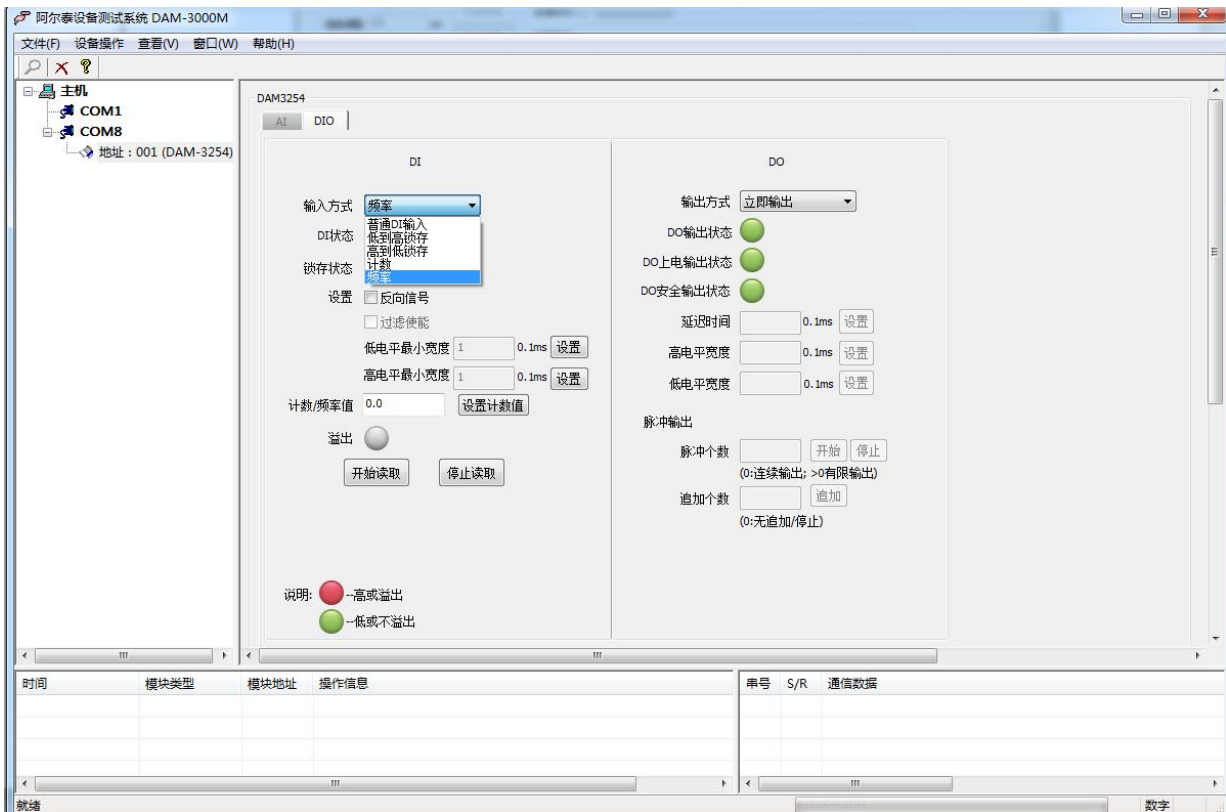 阿尔泰设备测试系统 DAM-3000M
文件(F) 设备操作 查看(V) 窗口(W) 帮助(H)
主机
COM1
COM8
地址：001 (DAM-3254)
DAM3254
AI DIO
DI
输入方式 频率
普通DI输入
低到高锁存
高到低锁存
计数
频率
DI状态
锁存状态
设置 反向信号
过滤使能
低电平最小宽度 1 0.1ms 设置
高电平最小宽度 1 0.1ms 设置
计数/频率值 0.0 设置计数值
溢出
开始读取 停止读取
说明: --高或溢出
--低或不溢出
DO
输出方式 立即输出
DO输出状态
DO上电输出状态
DO安全输出状态
延迟时间 0.1ms 设置
高电平宽度 0.1ms 设置
低电平宽度 0.1ms 设置
脉冲输出
脉冲个数 开始 停止
(0:连续输出; >0有限输出)
追加个数 追加
(0:无追加/停止)
时间 模块类型 模块地址 操作信息
串号 S/R 通信数据
就绪 数字